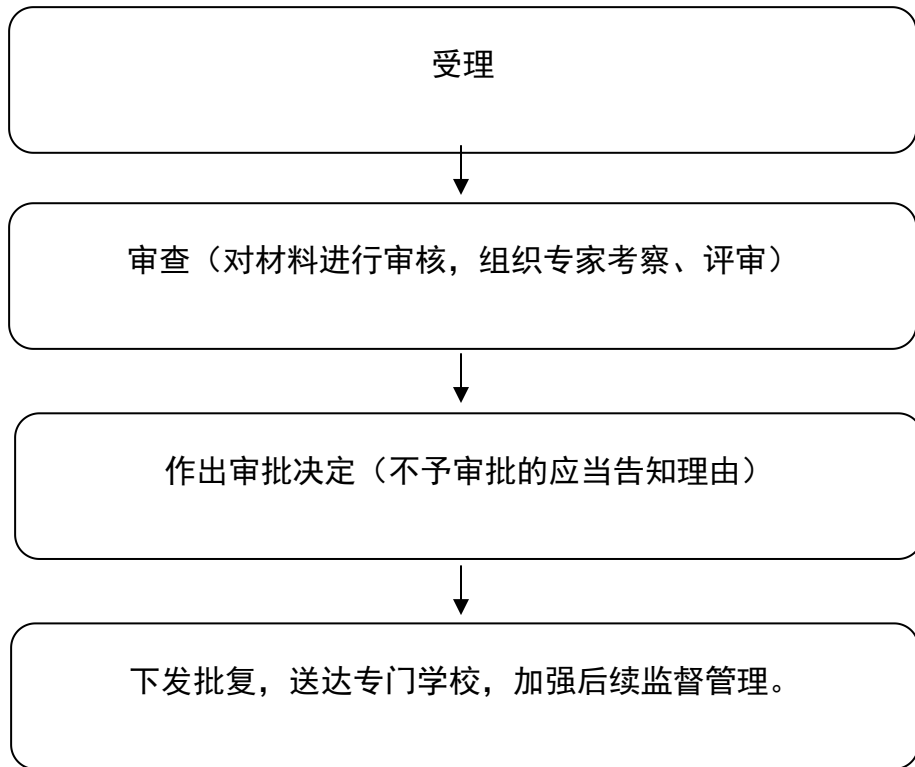 受理
审查（对材料进行审核，组织专家考察、评审）
作出审批决定（不予审批的应当告知理由）
下发批复，送达专门学校，加强后续监督管理。